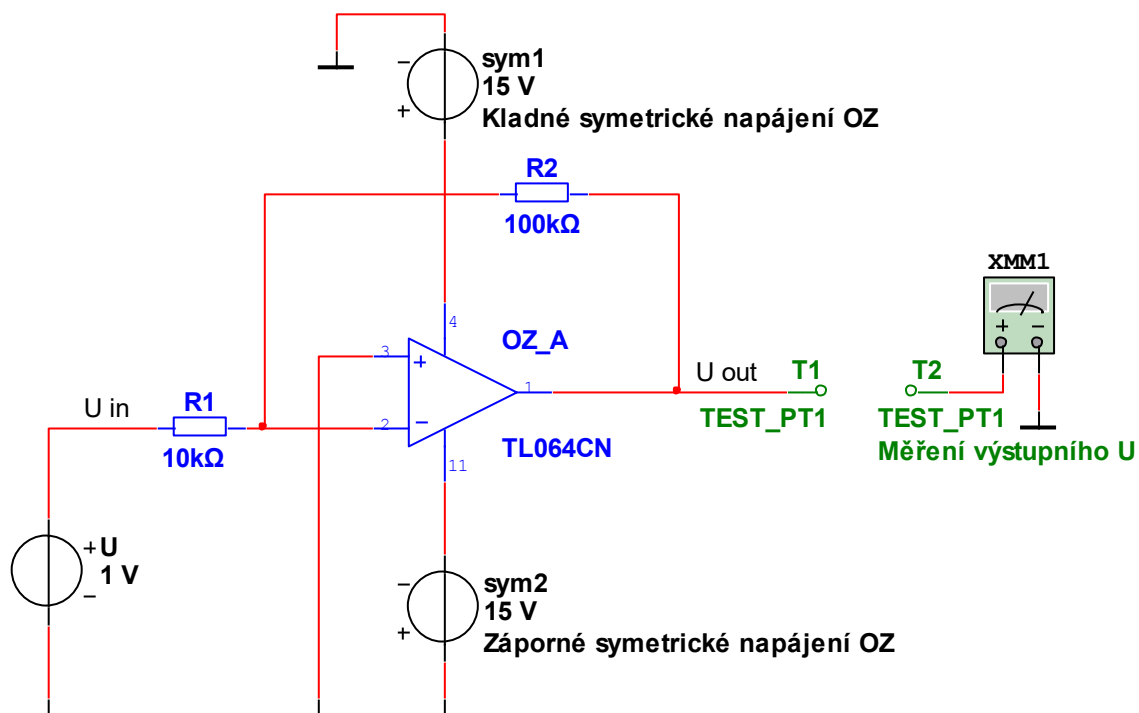 sym1
15 V
Kladné symetrické napájení OZ
−
+
R2
100kΩ
XMM1
+ −
4
OZ_A
3
+
U out
T1
T2
1
TEST_PT1
TEST_PT1
U in
R1
10kΩ
2
−
TL064CN
Měření výstupního U
11
+
U
1 V
−
−
sym2
15 V
+
Záporné symetrické napájení OZ